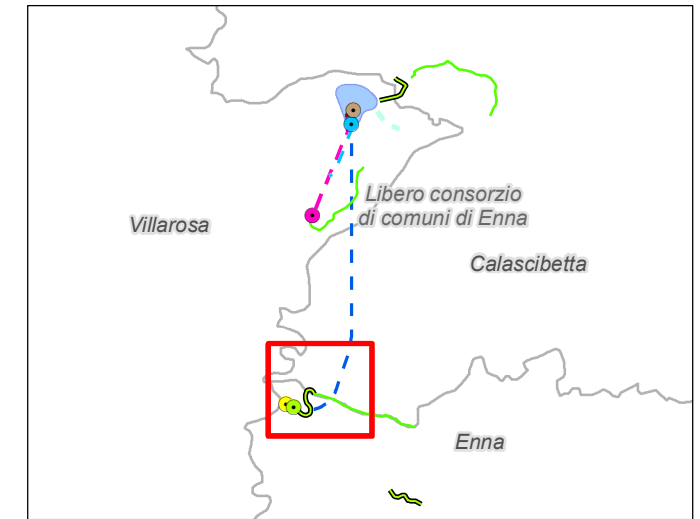 Libero consorzio
di comuni di Enna
Villarosa
Calascibetta
Enna